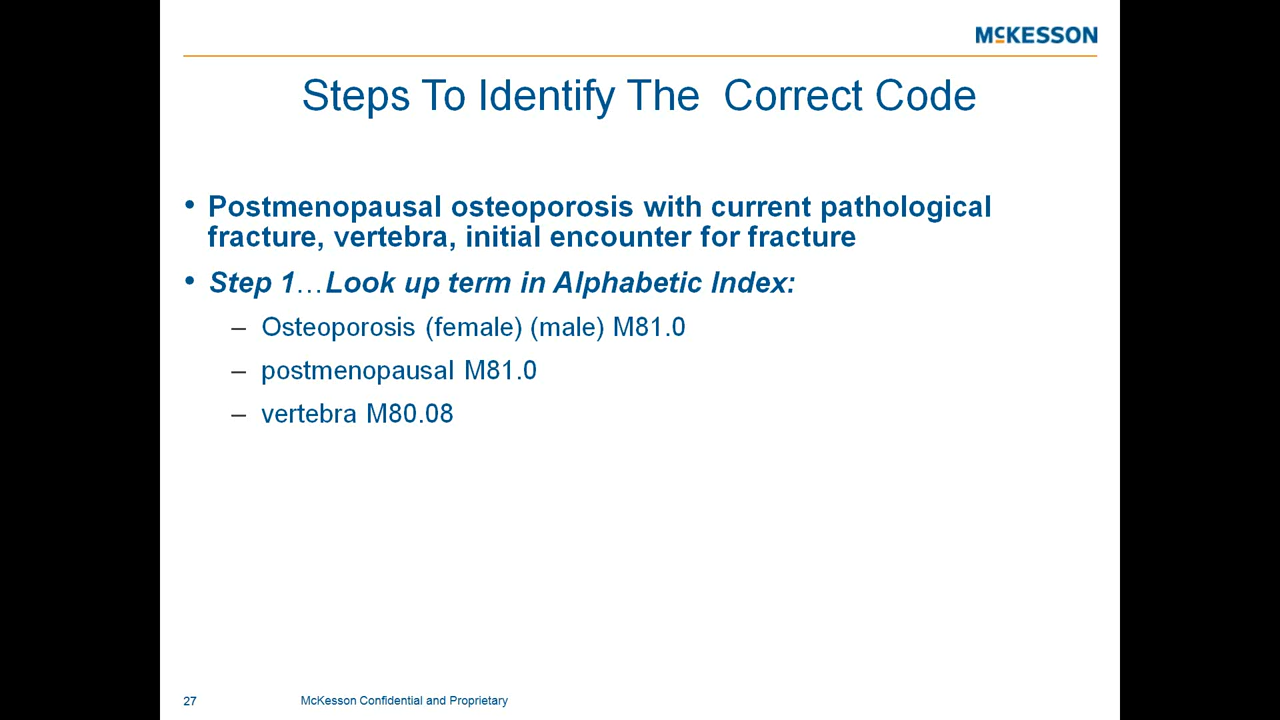 McKESSON
Steps To Identify The  Correct Code
• Postmenopausal osteoporosis with current pathological
fracture, vertebra, initial encounter for fracture
• Step 1…Look up term in Alphabetic Index:
– Osteoporosis (female) (male) M81.0
– postmenopausal M81.0
– vertebra M80.08
27 McKesson Confidential and Proprietary